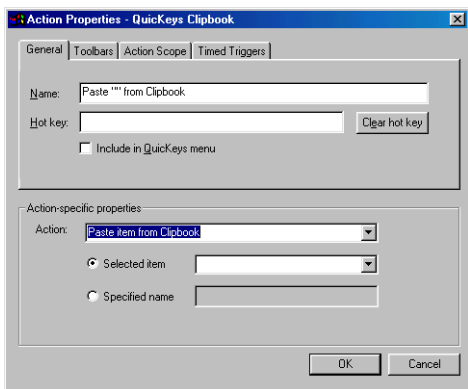 Action Properties - QuicKeys Clipbook
General Toolbars Action Scope Timed Triggers
Name: Paste "" from Clipbook
Hot key: Clear hot key
Include in QuicKeys menu
Action-specific properties
Action: Paste item from Clipbook
Selected item
Specified name
OK Cancel